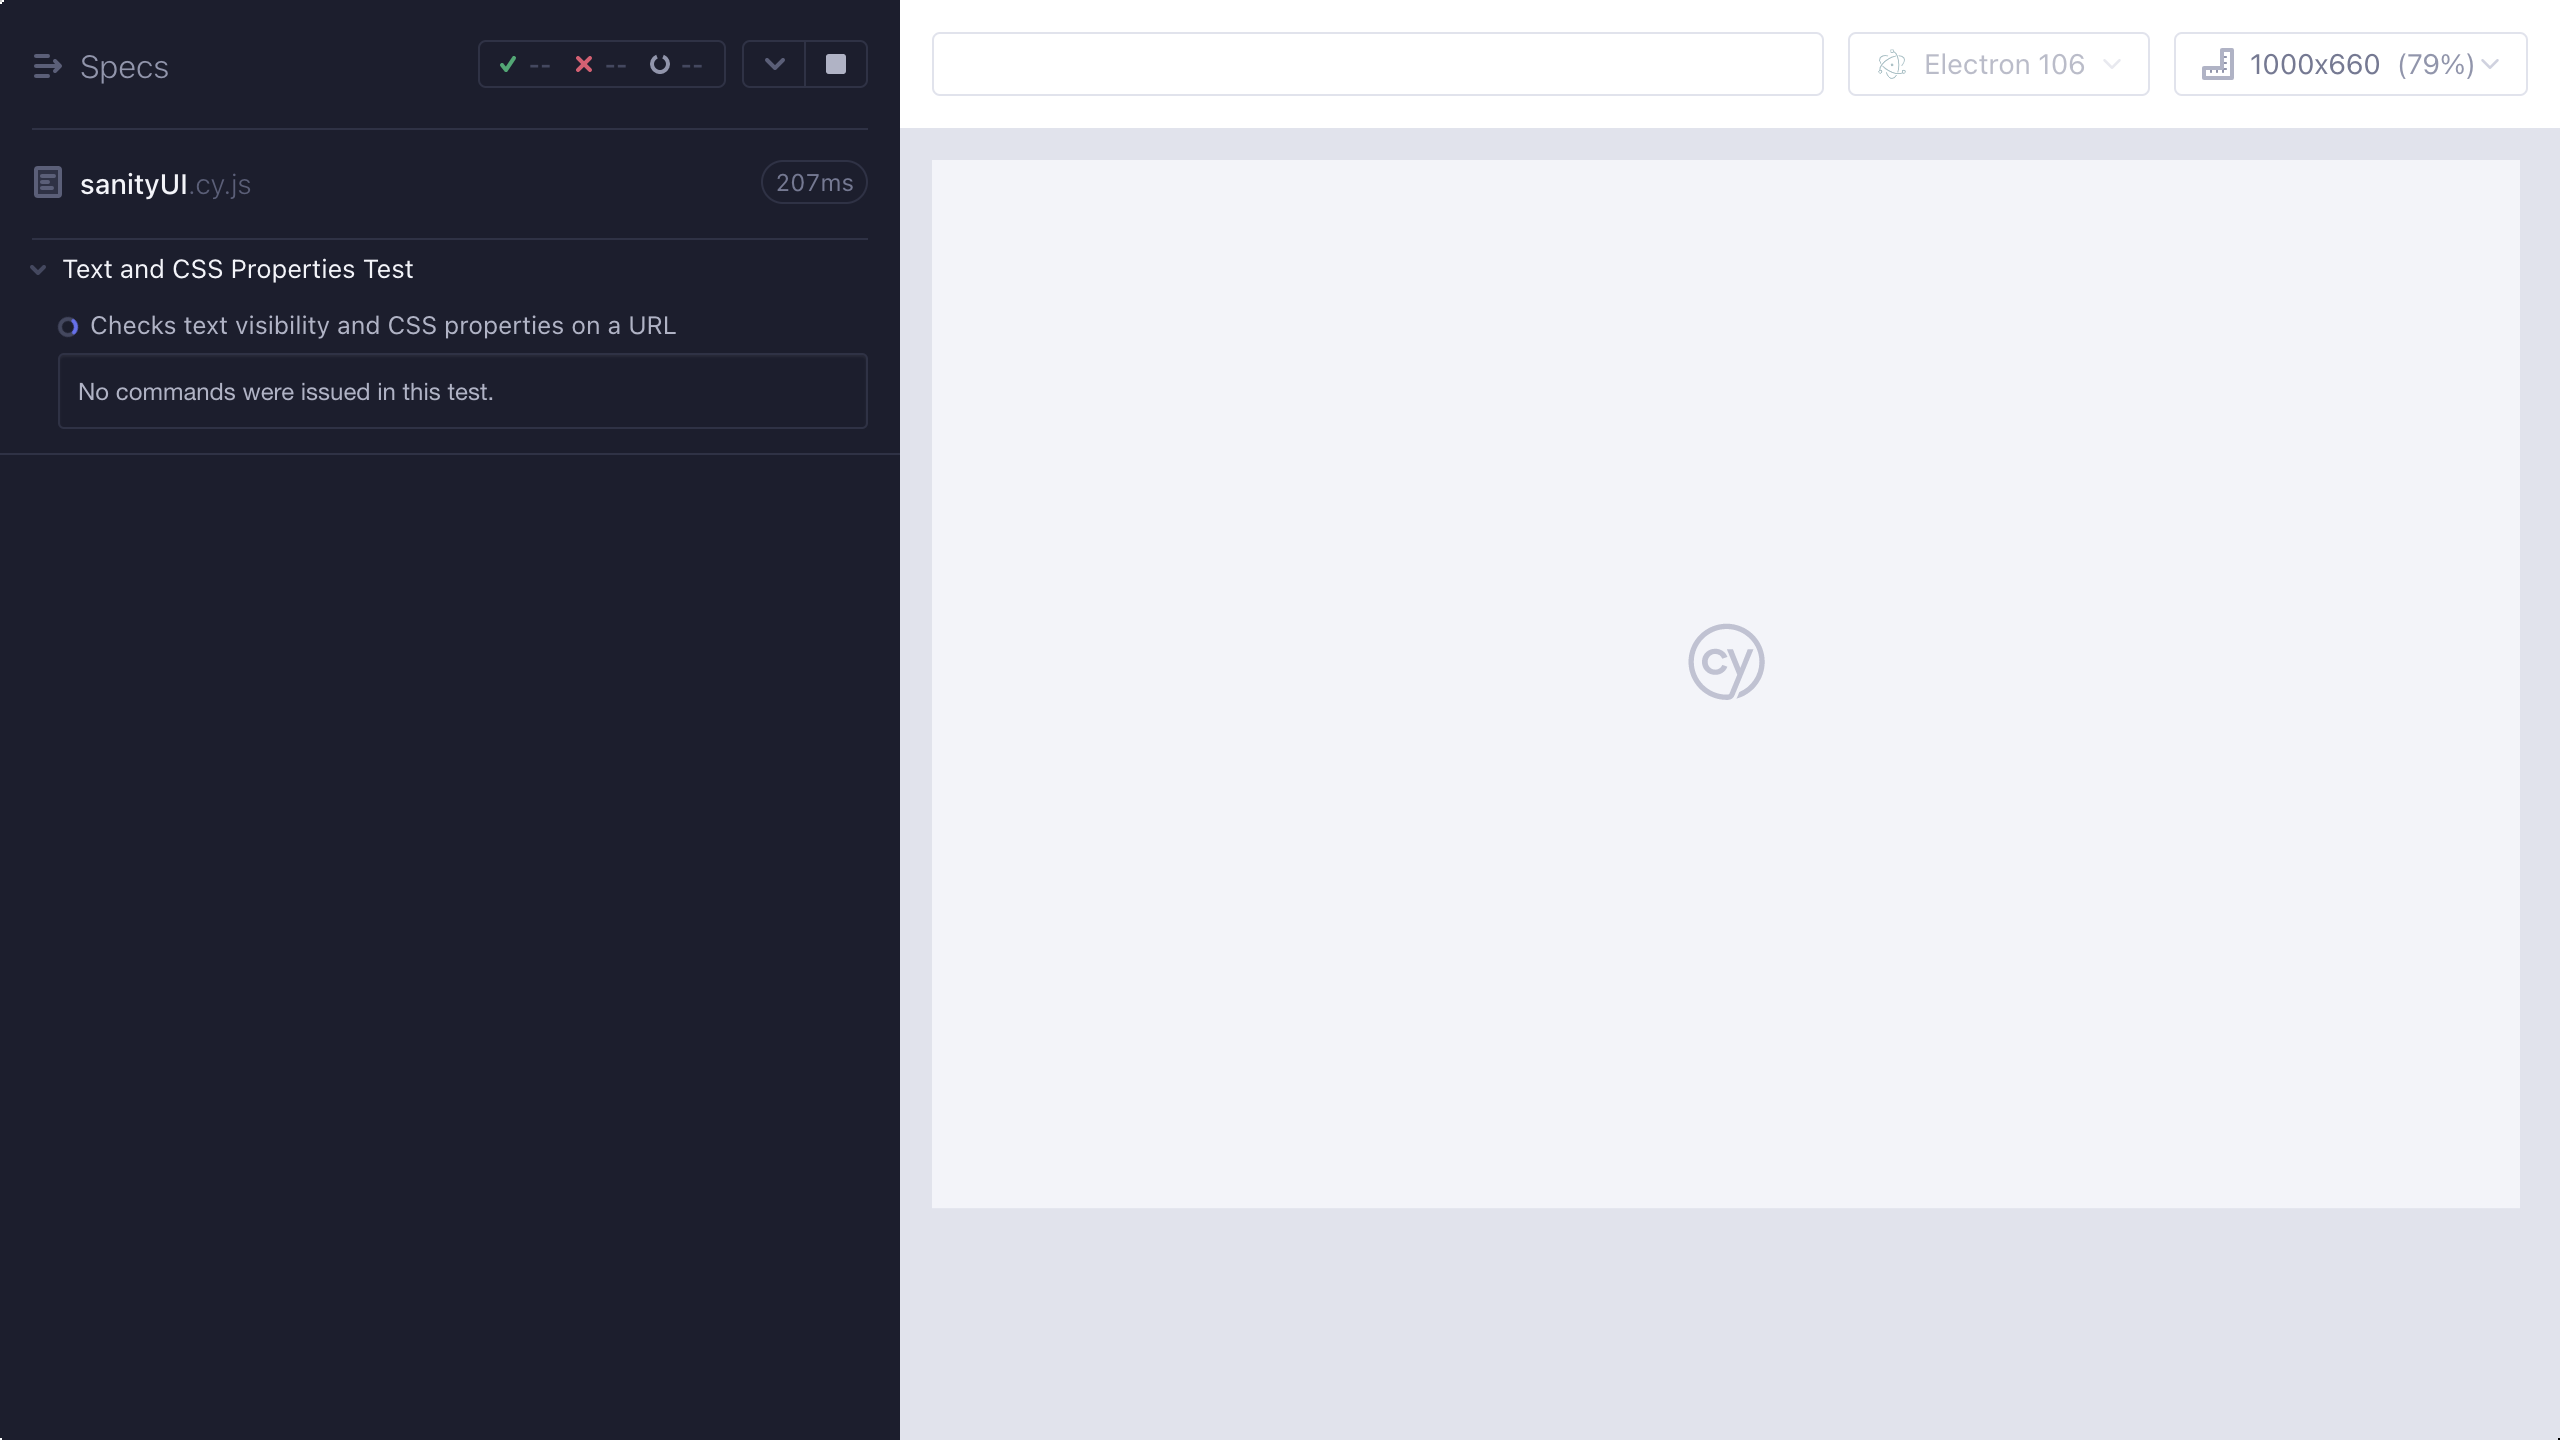 Specs
-- -- --
sanityUI.cy.js
207ms
Text and CSS Properties Test
Checks text visibility and CSS properties on a URL
No commands were issued in this test.
Electron 106
1000x660 (79%)
cy